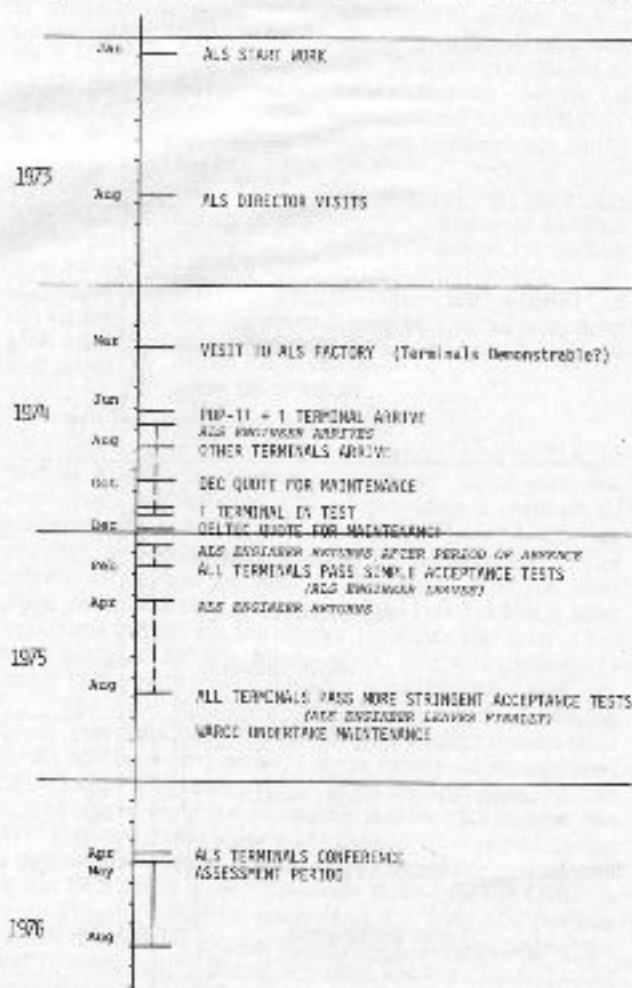 Jan ALS START WORK
1973
Aug ALS DIRECTOR VISITS
Mar VISIT TO ALS FACTORY (Terminals Demonstrable?)
Jun
1974 PDP-11 + 1 TERMINAL ARRIVE
ALS ENGINEER ARRIVES
Aug OTHER TERMINALS ARRIVE
Oct DEC QUOTE FOR MAINTENANCE
1 TERMINAL IN TEST
Dec DELTEC QUOTE FOR MAINTENANCE
ALS ENGINEER RETURNS AFTER PERIOD OF ABSENCE
Feb ALL TERMINALS PASS SIMPLE ACCEPTANCE TESTS
(ALS ENGINEER LEAVES)
Apr ALS ENGINEER RETURNS
1975
Aug ALL TERMINALS PASS MORE STRINGENT ACCEPTANCE TESTS
(ALS ENGINEER LEAVES FINALLY)
WARCC UNDERTAKE MAINTENANCE
Apr ALS TERMINALS CONFERENCE
May ASSESSMENT PERIOD
1976
Aug